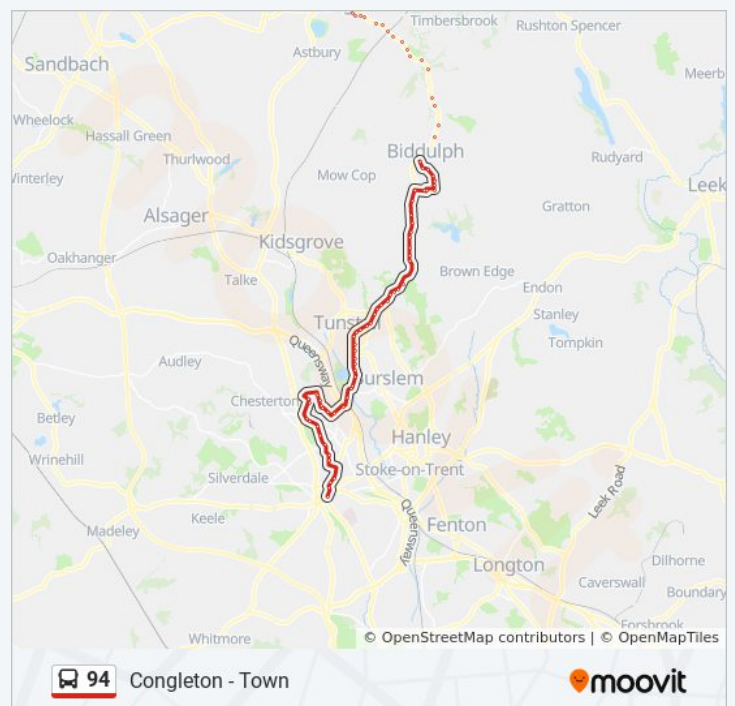 Timbersbrook
Rushton Spencer
Astbury
Sandbach
Meerb
Wheelock
Hassall Green
Biddulph
Thurlwood
Rudyard
Mow Cop
Winterley
Leek
Gratton
Alsager
Kidsgrove
Oakhanger
Brown Edge
Talke
Endon
Stanley
Tunstall
Queensway
Tompkin
Audley
Burslem
Chesterton
Betley
Hanley
Wrinehill
Stoke-on-Trent
Silverdale
Leek Road
Keele
Queensway
Madeley
Fenton
Dilhorne
Longton
Caverswall
Boundary
Forsbrook
Whitmore
© OpenStreetMap contributors | © OpenMapTiles
94 Congleton - Town
moovit